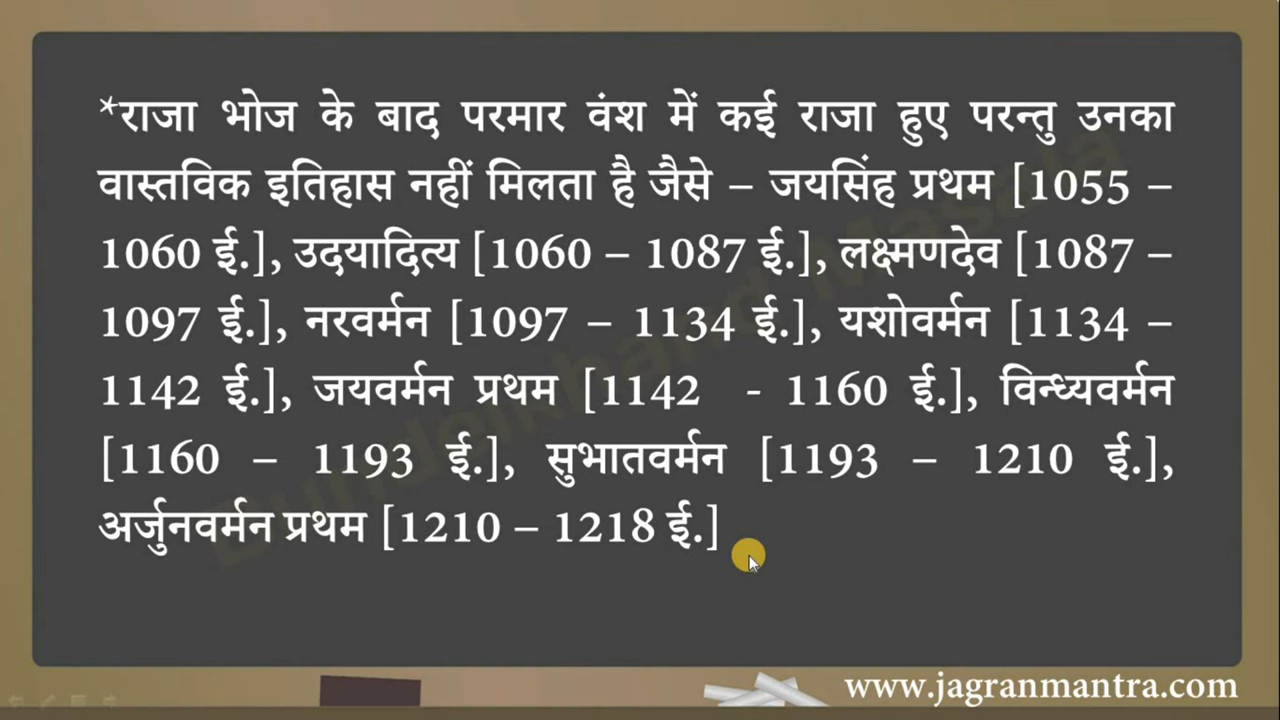 *राजा भोज के बाद परमार वंश में कई राजा हुए परन्तु उनका
वास्तविक इतिहास नहीं मिलता है जैसे – जयसिंह प्रथम [1055 –
1060 ई.], उदयादित्य [1060 – 1087 ई.], लक्ष्मणदेव [1087 –
1097 ई.], नरवर्मन [1097 – 1134 ई.], यशोवर्मन [1134 –
1142 ई.], जयवर्मन प्रथम [1142 - 1160 ई.], विन्ध्यवर्मन
[1160 – 1193 ई.], सुभातवर्मन [1193 – 1210 ई.],
अर्जुनवर्मन प्रथम [1210 – 1218 ई.]
Bundelkhand Masala
www.jagranmantra.com